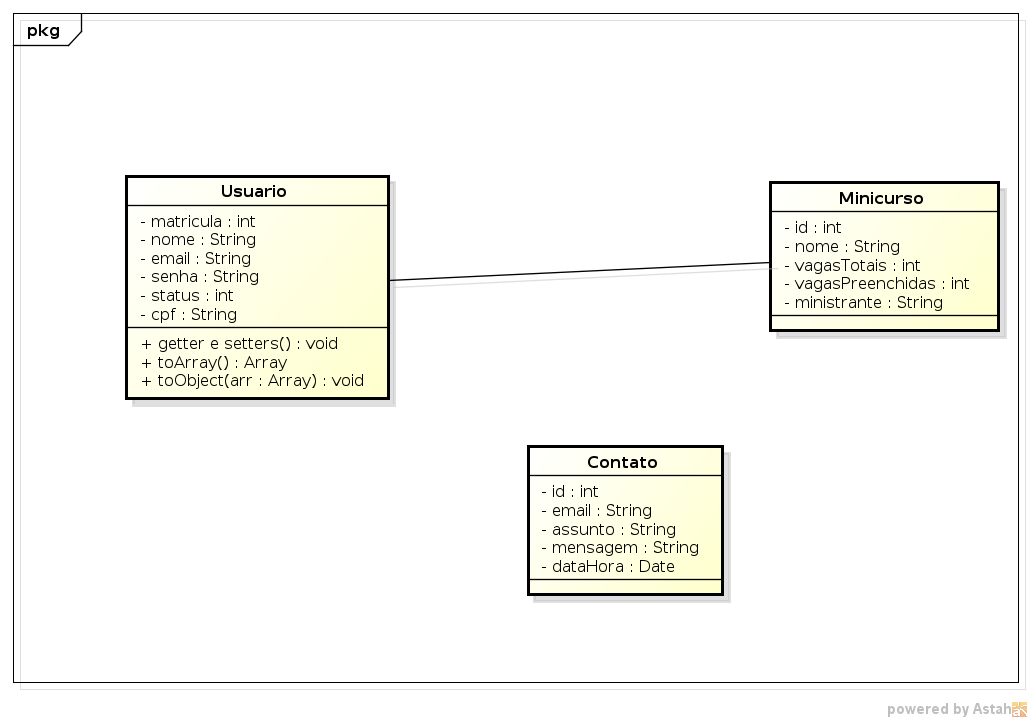 pkg
Usuario
- matricula : int
- nome : String
- email : String
- senha : String
- status : int
- cpf : String
+ getter e setters() : void
+ toArray() : Array
+ toObject(arr : Array) : void
Minicurso
- id : int
- nome : String
- vagasTotais : int
- vagasPreenchidas : int
- ministrante : String
Contato
- id : int
- email : String
- assunto : String
- mensagem : String
- dataHora : Date
powered by Astah